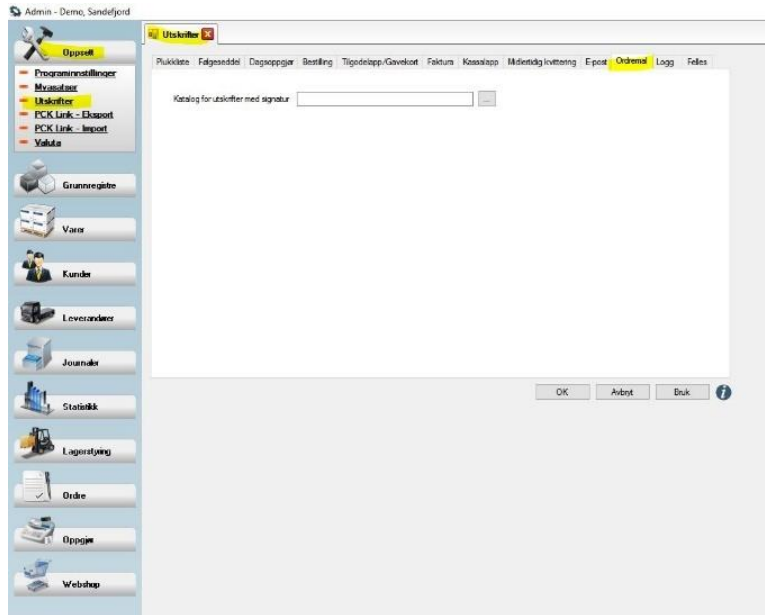 Admin - Demo, Sandefjord
Oppsett
Programinnstillinger
Mvasatser
Utskrifter
PCK Link - Eksport
PCK Link - Import
Valuta
Grunnregistre
Varer
Kunder
Leverandører
Journaler
Statistikk
Lagerstyring
Ordre
Oppgjør
Webshop
Utskrifter
Plukkliste Følgeseddel Dagsoppgjør Bestilling Tilgodelapp/Gavekort Faktura Kassalapp Midlertidig kvittering E-post Ordremal Logg Felles
Katalog for utskrifter med signatur ...
OK Avbryt Bruk